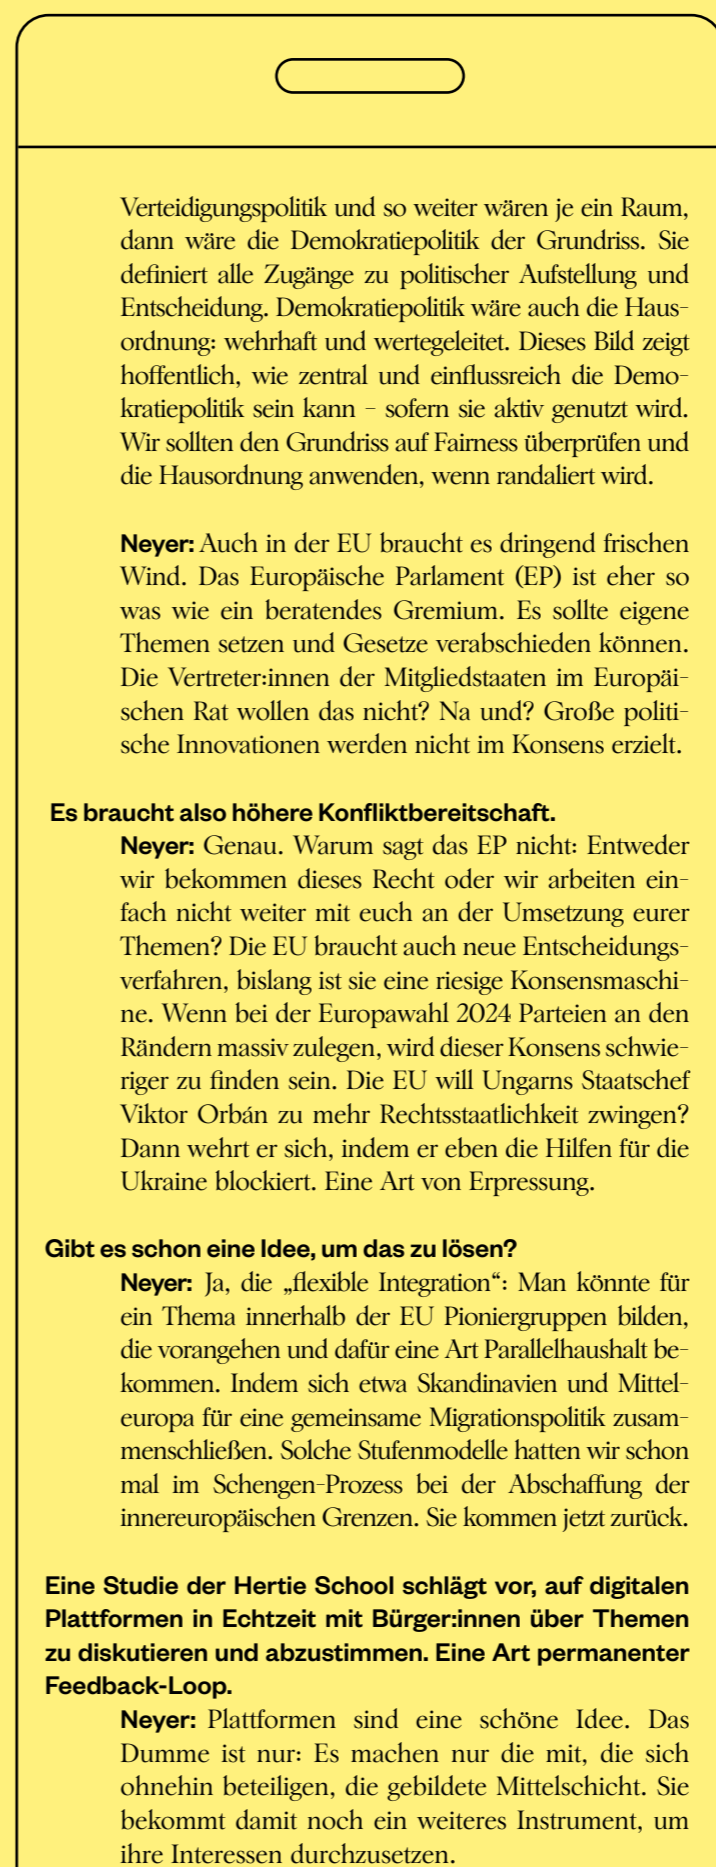 Verteidigungspolitik und so weiter wären je ein Raum,
dann wäre die Demokratiepolitik der Grundriss. Sie
definiert alle Zugänge zu politischer Aufstellung und
Entscheidung. Demokratiepolitik wäre auch die Haus-
ordnung: wehrhaft und wertegeleitet. Dieses Bild zeigt
hoffentlich, wie zentral und einflussreich die Demo-
kratiepolitik sein kann – sofern sie aktiv genutzt wird.
Wir sollten den Grundriss auf Fairness überprüfen und
die Hausordnung anwenden, wenn randaliert wird.
Neyer: Auch in der EU braucht es dringend frischen
Wind. Das Europäische Parlament (EP) ist eher so
was wie ein beratendes Gremium. Es sollte eigene
Themen setzen und Gesetze verabschieden können.
Die Vertreter:innen der Mitgliedstaaten im Europäi-
schen Rat wollen das nicht? Na und? Große politi-
sche Innovationen werden nicht im Konsens erzielt.
Es braucht also höhere Konfliktbereitschaft.
Neyer: Genau. Warum sagt das EP nicht: Entweder
wir bekommen dieses Recht oder wir arbeiten ein-
fach nicht weiter mit euch an der Umsetzung eurer
Themen? Die EU braucht auch neue Entscheidungs-
verfahren, bislang ist sie eine riesige Konsensmaschi-
ne. Wenn bei der Europawahl 2024 Parteien an den
Rändern massiv zulegen, wird dieser Konsens schwie-
riger zu finden sein. Die EU will Ungarns Staatschef
Viktor Orbán zu mehr Rechtsstaatlichkeit zwingen?
Dann wehrt er sich, indem er eben die Hilfen für die
Ukraine blockiert. Eine Art von Erpressung.
Gibt es schon eine Idee, um das zu lösen?
Neyer: Ja, die „flexible Integration“: Man könnte für
ein Thema innerhalb der EU Pioniergruppen bilden,
die vorangehen und dafür eine Art Parallelhaushalt be-
kommen. Indem sich etwa Skandinavien und Mittel-
europa für eine gemeinsame Migrationspolitik zusam-
menschließen. Solche Stufenmodelle hatten wir schon
mal im Schengen-Prozess bei der Abschaffung der
innereuropäischen Grenzen. Sie kommen jetzt zurück.
Eine Studie der Hertie School schlägt vor, auf digitalen
Plattformen in Echtzeit mit Bürger:innen über Themen
zu diskutieren und abzustimmen. Eine Art permanenter
Feedback-Loop.
Neyer: Plattformen sind eine schöne Idee. Das
Dumme ist nur: Es machen nur die mit, die sich
ohnehin beteiligen, die gebildete Mittelschicht. Sie
bekommt damit noch ein weiteres Instrument, um
ihre Interessen durchzusetzen.